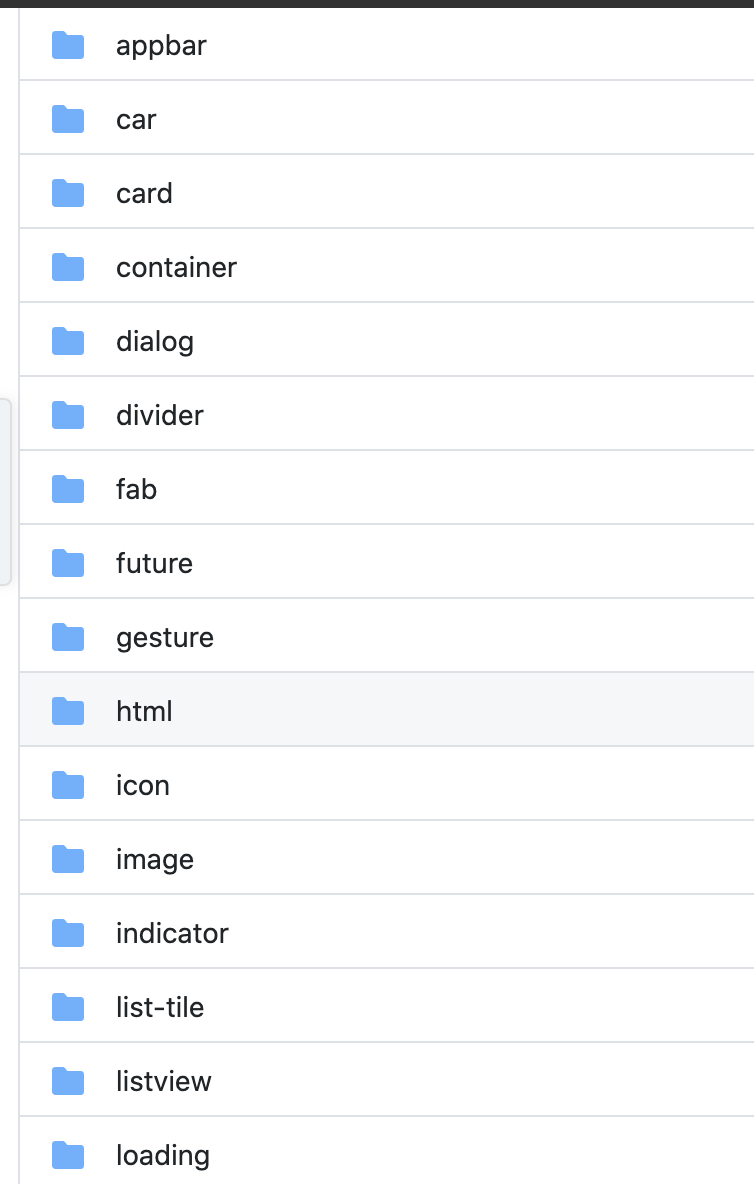 appbar
car
card
container
dialog
divider
fab
future
gesture
html
icon
image
indicator
list-tile
listview
loading